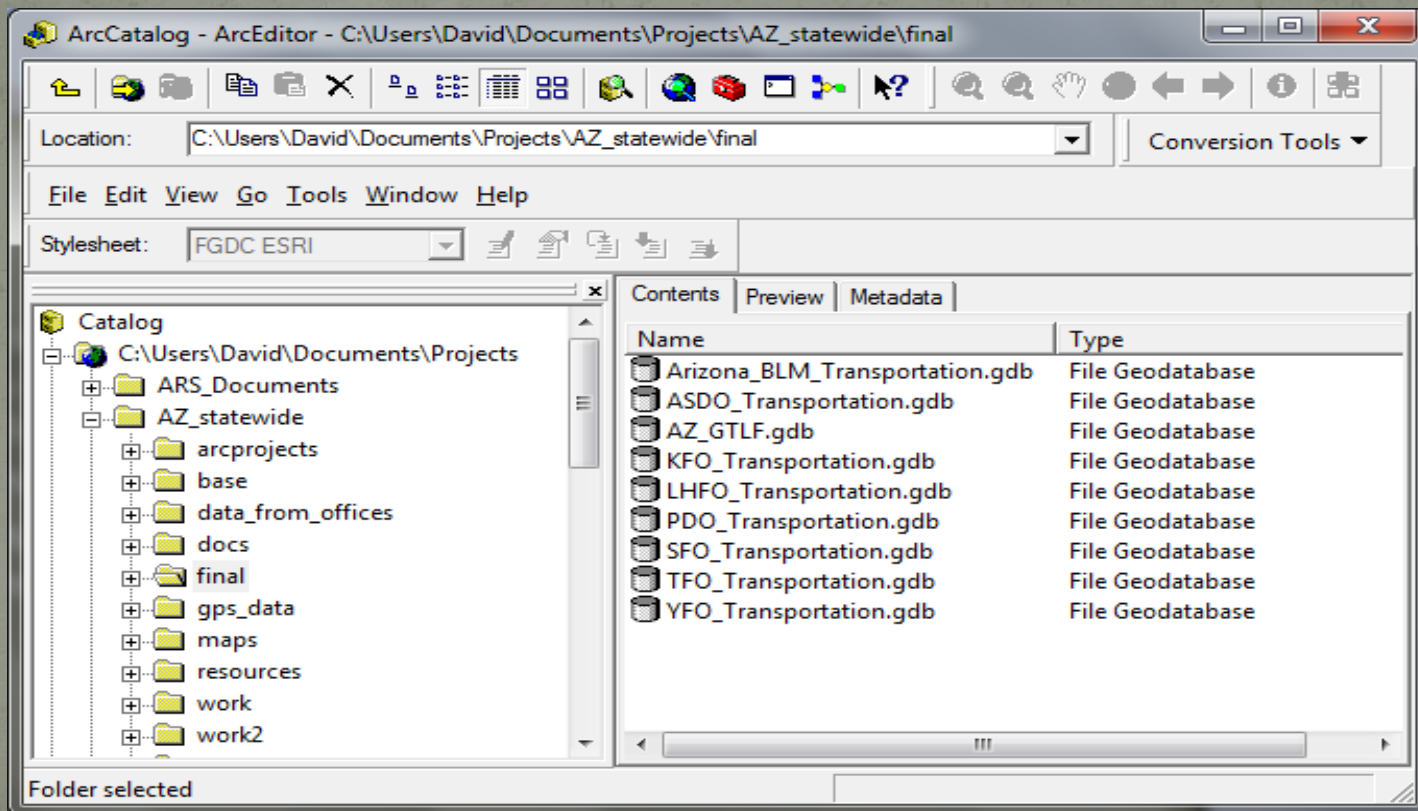 ArcCatalog - ArcEditor - C:\Users\David\Documents\Projects\AZ_statewide\final
Location: C:\Users\David\Documents\Projects\AZ_statewide\final Conversion Tools
File Edit View Go Tools Window Help
Stylesheet: FGDC ESRI
Catalog
C:\Users\David\Documents\Projects
ARS_Documents
AZ_statewide
arcprojects
base
data_from_offices
docs
final
gps_data
maps
resources
work
work2
Contents Preview Metadata
Name Type
Arizona_BLM_Transportation.gdb File Geodatabase
ASDO_Transportation.gdb File Geodatabase
AZ_GTLF.gdb File Geodatabase
KFO_Transportation.gdb File Geodatabase
LHFO_Transportation.gdb File Geodatabase
PDO_Transportation.gdb File Geodatabase
SFO_Transportation.gdb File Geodatabase
TFO_Transportation.gdb File Geodatabase
YFO_Transportation.gdb File Geodatabase
Folder selected